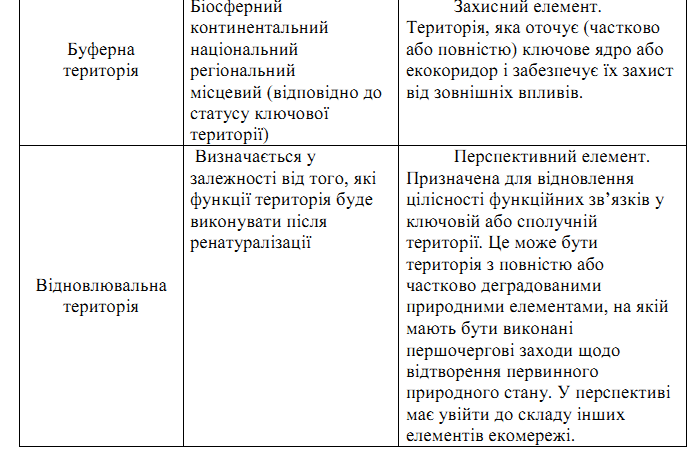 Буферна
територія
Біосферний
континентальний
національний
регіональний
місцевий (відповідно до
статусу ключової
території)
Захисний елемент.
Територія, яка оточує (частково
або повністю) ключове ядро або
екокоридор і забезпечує їх захист
від зовнішніх впливів.
Відновлювальна
територія
Визначається у
залежності від того, які
функції територія буде
виконувати після
ренатуралізації
Перспективний елемент.
Призначена для відновлення
цілісності функційних зв’язків у
ключовій або сполучній
території. Це може бути
територія з повністю або
частково деградованими
природними елементами, на якій
мають бути виконані
першочергові заходи щодо
відтворення первинного
природного стану. У перспективі
має увійти до складу інших
елементів екомережі.